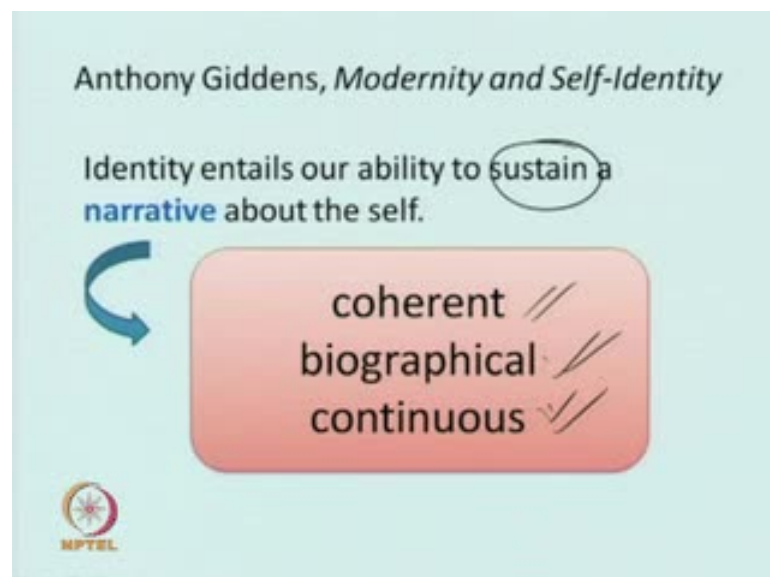 Anthony Giddens, Modernity and Self-Identity
Identity entails our ability to sustain a
narrative about the self.
coherent
biographical
continuous
NPTEL